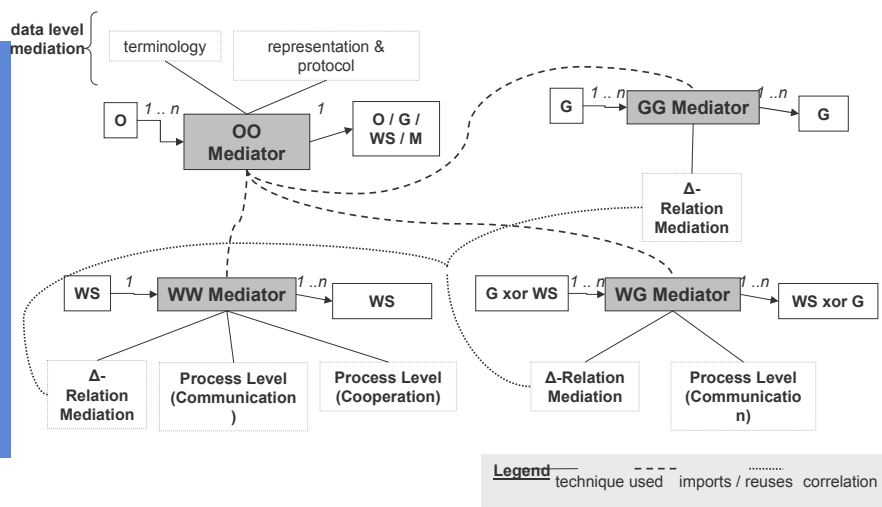 data level
mediation
terminology
representation &
protocol
O
1 .. n
OO
Mediator
1
O / G /
WS / M
G
1 .. n
GG Mediator
1 ..n
G
Δ-
Relation
Mediation
WS
1
WW Mediator
1..n
WS
G xor WS
1 .. n
WG Mediator
1..n
WS xor G
Δ-
Relation
Mediation
Process Level
(Communication
)
Process Level
(Cooperation)
Δ-Relation
Mediation
Process Level
(Communicatio
n)
Legend
technique used imports / reuses correlation